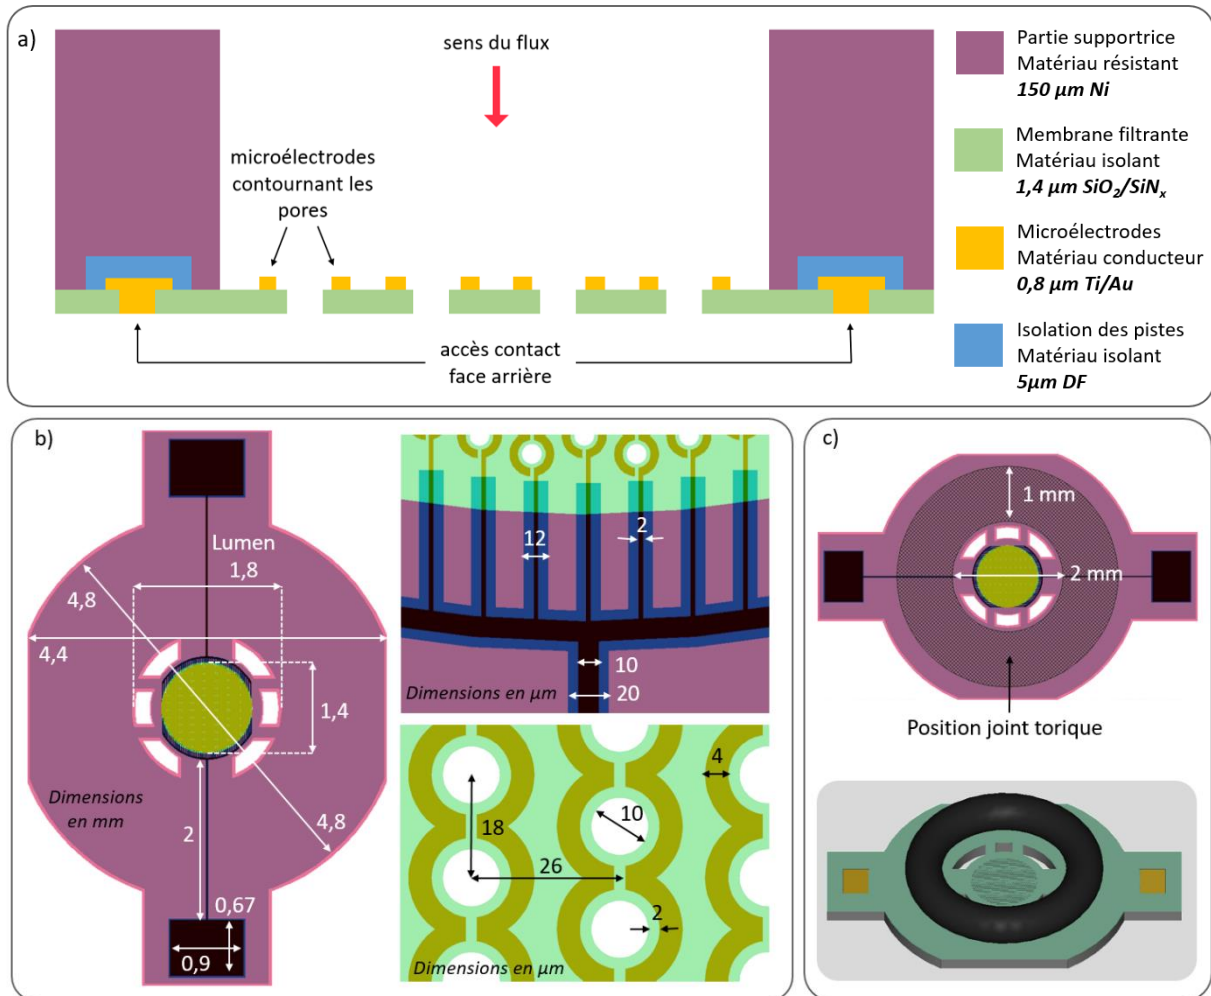 a)
sens du flux
microélectrodes
contournant les
pores
accès contact
face arrière
Partie supportrice
Matériau résistant
150 µm Ni
Membrane filtrante
Matériau isolant
1,4 µm SiO₂/SiNₓ
Microélectrodes
Matériau conducteur
0,8 µm Ti/Au
Isolation des pistes
Matériau isolant
5µm DF
b)
Lumen
1,8
4,8
4,4
1,4
Dimensions
en mm
2
4,8
0,67
0,9
12
2
10
20
Dimensions en µm
4
18
10
26
2
Dimensions en µm
c)
1 mm
2 mm
Position joint torique